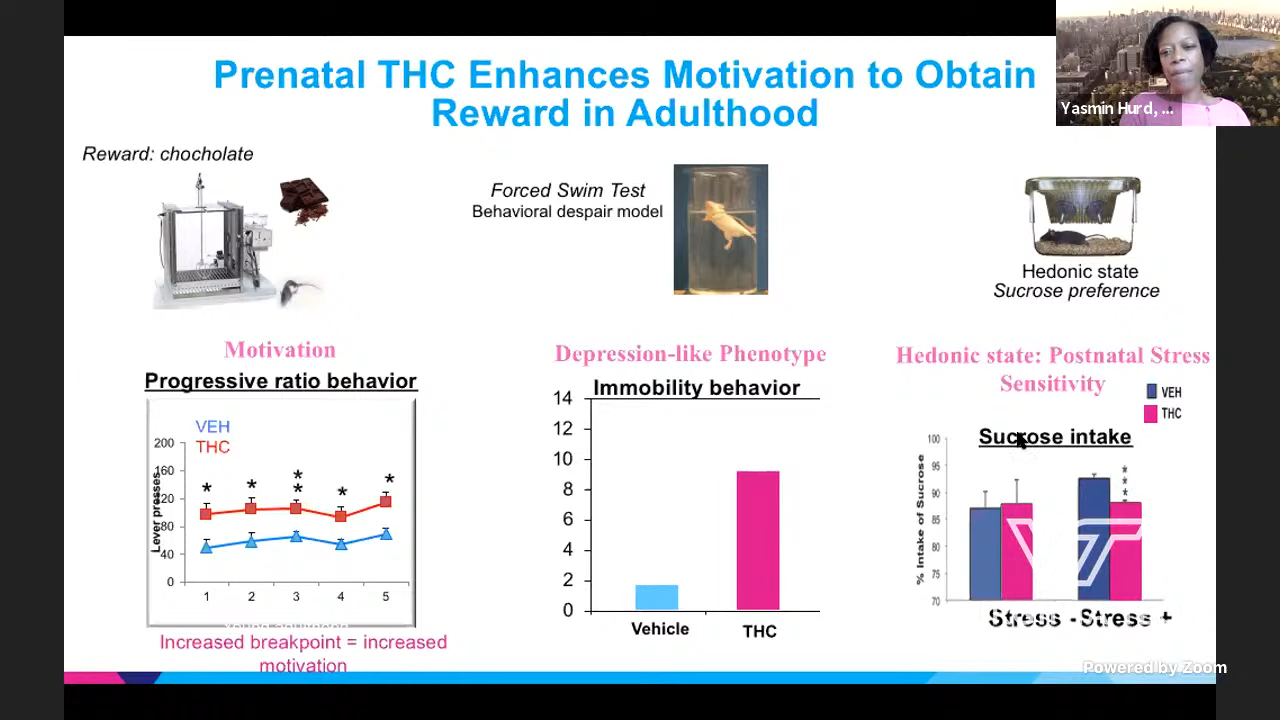 Prenatal THC Enhances Motivation to Obtain
Reward in Adulthood
Yasmin Hurd, ...
Reward: chocholate
Forced Swim Test
Behavioral despair model
Hedonic state
Sucrose preference
Motivation
Progressive ratio behavior
VEH
THC
Lever presses
200
160
120
80
40
0
* * * * * *
1 2 3 4 5
Increased breakpoint = increased
motivation
Depression-like Phenotype
Immobility behavior
14
12
10
8
6
4
2
0
Vehicle THC
Hedonic state: Postnatal Stress
Sensitivity
VEH
THC
Sucrose intake
% Intake of Sucrose
100
95
90
85
80
75
70
* * *
Stress - Stress +
Powered by Zoom